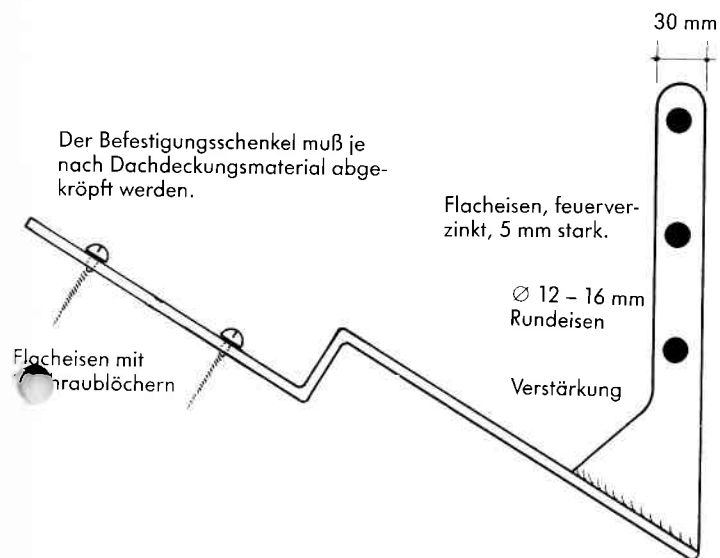 30 mm
Der Befestigungsschenkel muß je
nach Dachdeckungsmaterial abge-
kröpft werden.
Flacheisen, feuerver-
zinkt, 5 mm stark.
∅ 12 – 16 mm
Rundeisen
Flacheisen mit
hraublöchern
Verstärkung